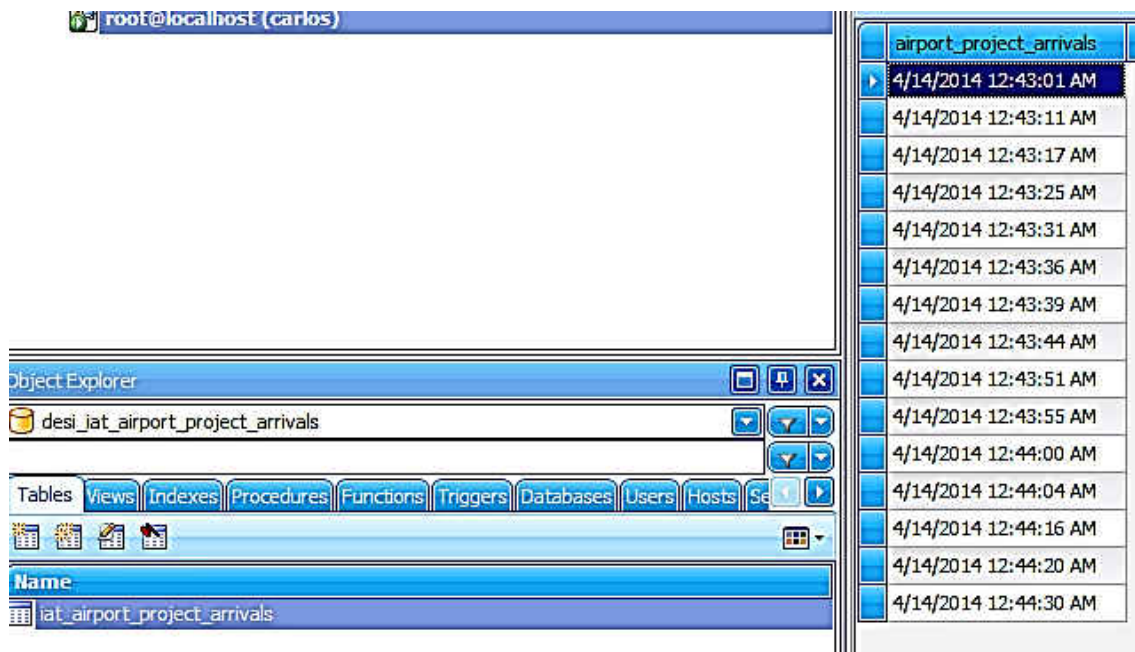 root@localhost (carlos)
Object Explorer
desi_iat_airport_project_arrivals
Tables Views Indexes Procedures Functions Triggers Databases Users Hosts Se
Name
iat_airport_project_arrivals
airport_project_arrivals
4/14/2014 12:43:01 AM
4/14/2014 12:43:11 AM
4/14/2014 12:43:17 AM
4/14/2014 12:43:25 AM
4/14/2014 12:43:31 AM
4/14/2014 12:43:36 AM
4/14/2014 12:43:39 AM
4/14/2014 12:43:44 AM
4/14/2014 12:43:51 AM
4/14/2014 12:43:55 AM
4/14/2014 12:44:00 AM
4/14/2014 12:44:04 AM
4/14/2014 12:44:16 AM
4/14/2014 12:44:20 AM
4/14/2014 12:44:30 AM